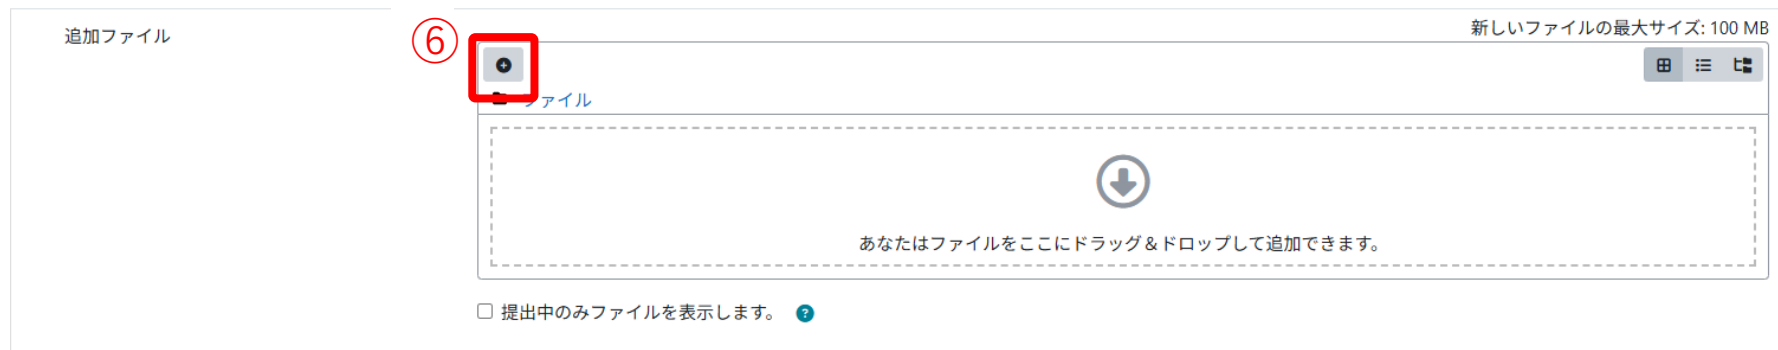 追加ファイル
⑥
新しいファイルの最大サイズ: 100 MB
ファイル
あなたはファイルをここにドラッグ＆ドロップして追加できます。
提出中のみファイルを表示します。